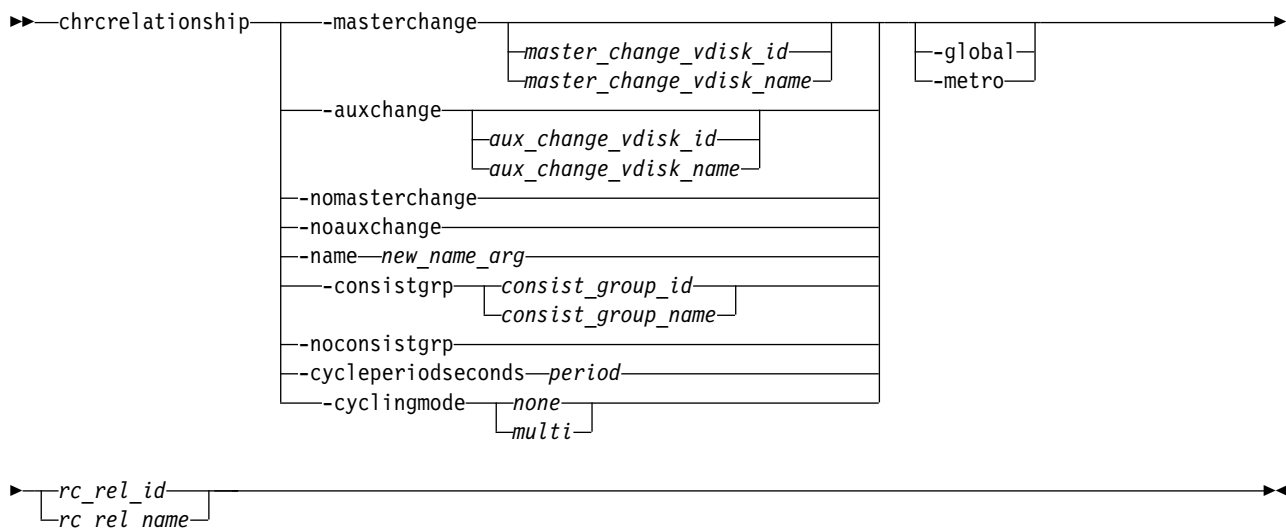 chrcrelationship -masterchange
master_change_vdisk_id -global
master_change_vdisk_name -metro
-auxchange
aux_change_vdisk_id
aux_change_vdisk_name
-nomasterchange
-noauxchange
-name new_name_arg
-consistgrp consist_group_id
consist_group_name
-noconsistgrp
-cycleperiodseconds period
-cyclingmode none
multi
rc_rel_id
rc_rel_name